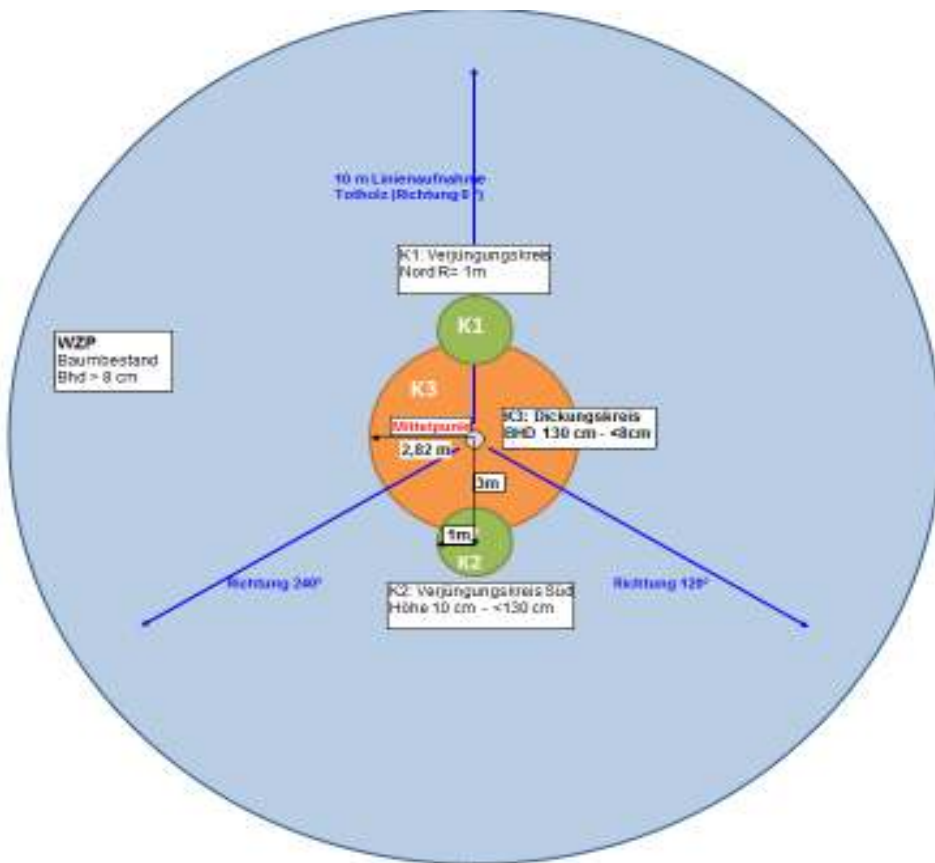 10 m Linienaufnahme
Totholz (Richtung 0°)
K1: Verjüngungskreis
Nord R= 1m
K1
WZP
Baumbestand
Bhd > 8 cm
K3
K3: Dickungskreis
BHD 130 cm - <8cm
Mittelpunk
2,82 m
3m
1m
K2
Richtung 240°
Richtung 120°
K2: Verjüngungskreis Süd
Höhe 10 cm - <130 cm